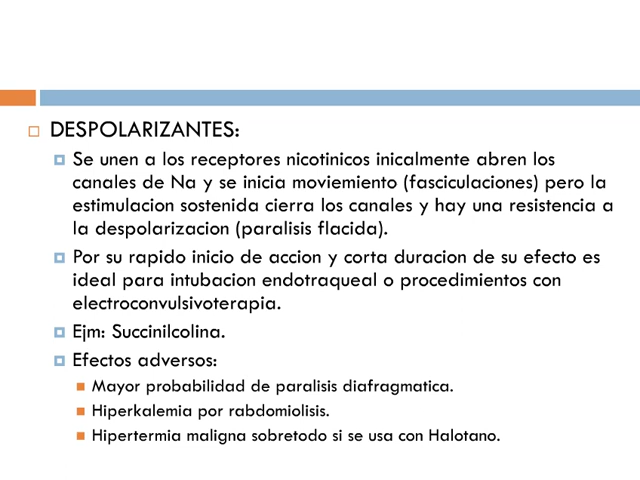 DESPOLARIZANTES:
Se unen a los receptores nicotinicos inicalmente abren los
canales de Na y se inicia moviemiento (fasciculaciones) pero la
estimulacion sostenida cierra los canales y hay una resistencia a
la despolarizacion (paralisis flacida).
Por su rapido inicio de accion y corta duracion de su efecto es
ideal para intubacion endotraqueal o procedimientos con
electroconvulsivoterapia.
Ejm: Succinilcolina.
Efectos adversos:
Mayor probabilidad de paralisis diafragmatica.
Hiperkalemia por rabdomiolisis.
Hipertermia maligna sobretodo si se usa con Halotano.